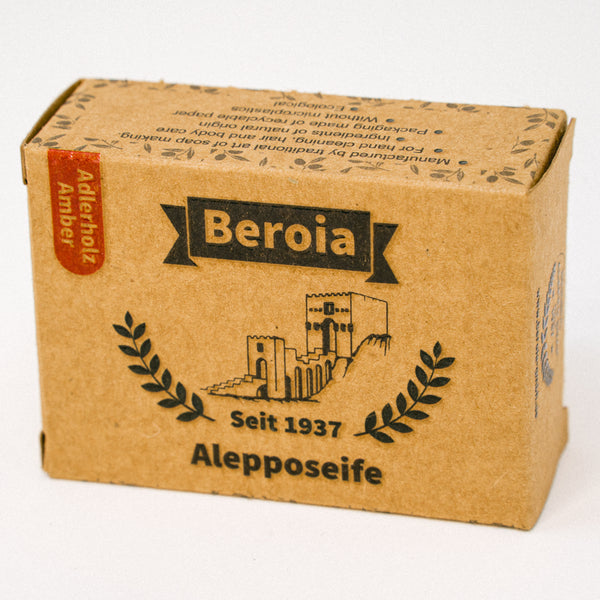 Manufactured by traditional art of soap making.
• For hand cleaning, hair and body care
• Ingredients of natural origin
• Packaging made of recyclable paper
• Without microplastics
• Ecological
Adlerholz
Amber
Beroia
Seit 1937
Alepposeife